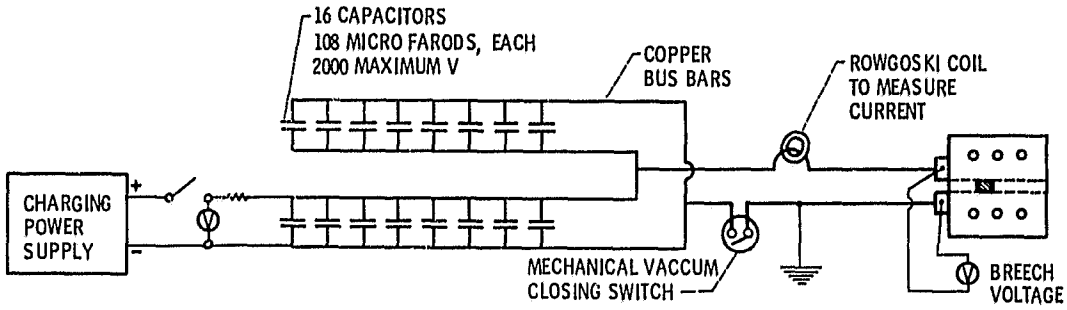 16 CAPACITORS
108 MICRO FARODS, EACH
2000 MAXIMUM V
COPPER
BUS BARS
ROWGOSKI COIL
TO MEASURE
CURRENT
+
CHARGING
POWER
SUPPLY
V
-
MECHANICAL VACCUM
CLOSING SWITCH
V
BREECH
VOLTAGE